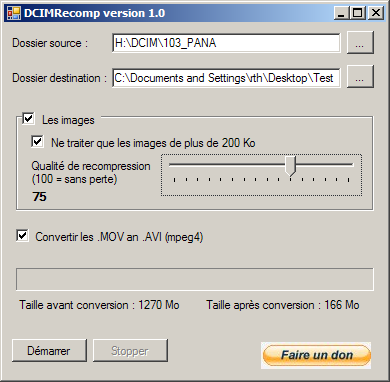 DCIMRecomp version 1.0
Dossier source : H:\DCIM\103_PANA ...
Dossier destination : C:\Documents and Settings\rth\Desktop\Test ...
Les images
Ne traiter que les images de plus de 200 Ko
Qualité de recompression
(100 = sans perte)
75
Convertir les .MOV an .AVI (mpeg4)
Taille avant conversion : 1270 Mo Taille après conversion : 166 Mo
Démarrer Stopper Faire un don